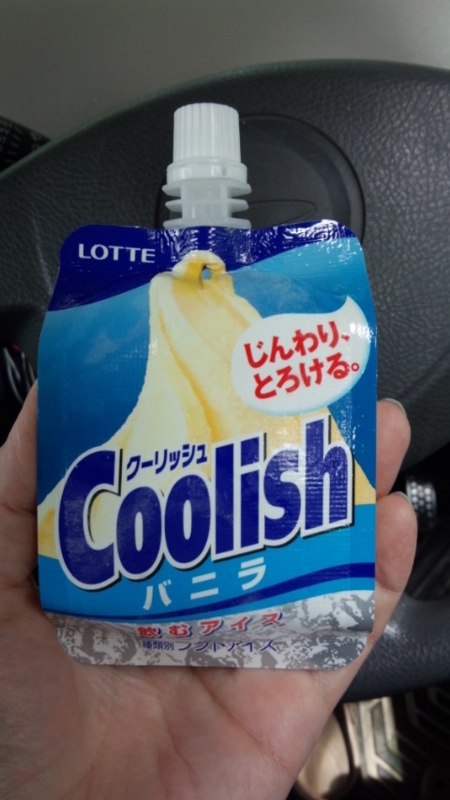 LOTTE
じんわり、
とろける。
クーリッシュ
Coolish
バニラ
飲むアイス
種類別 ラクトアイス